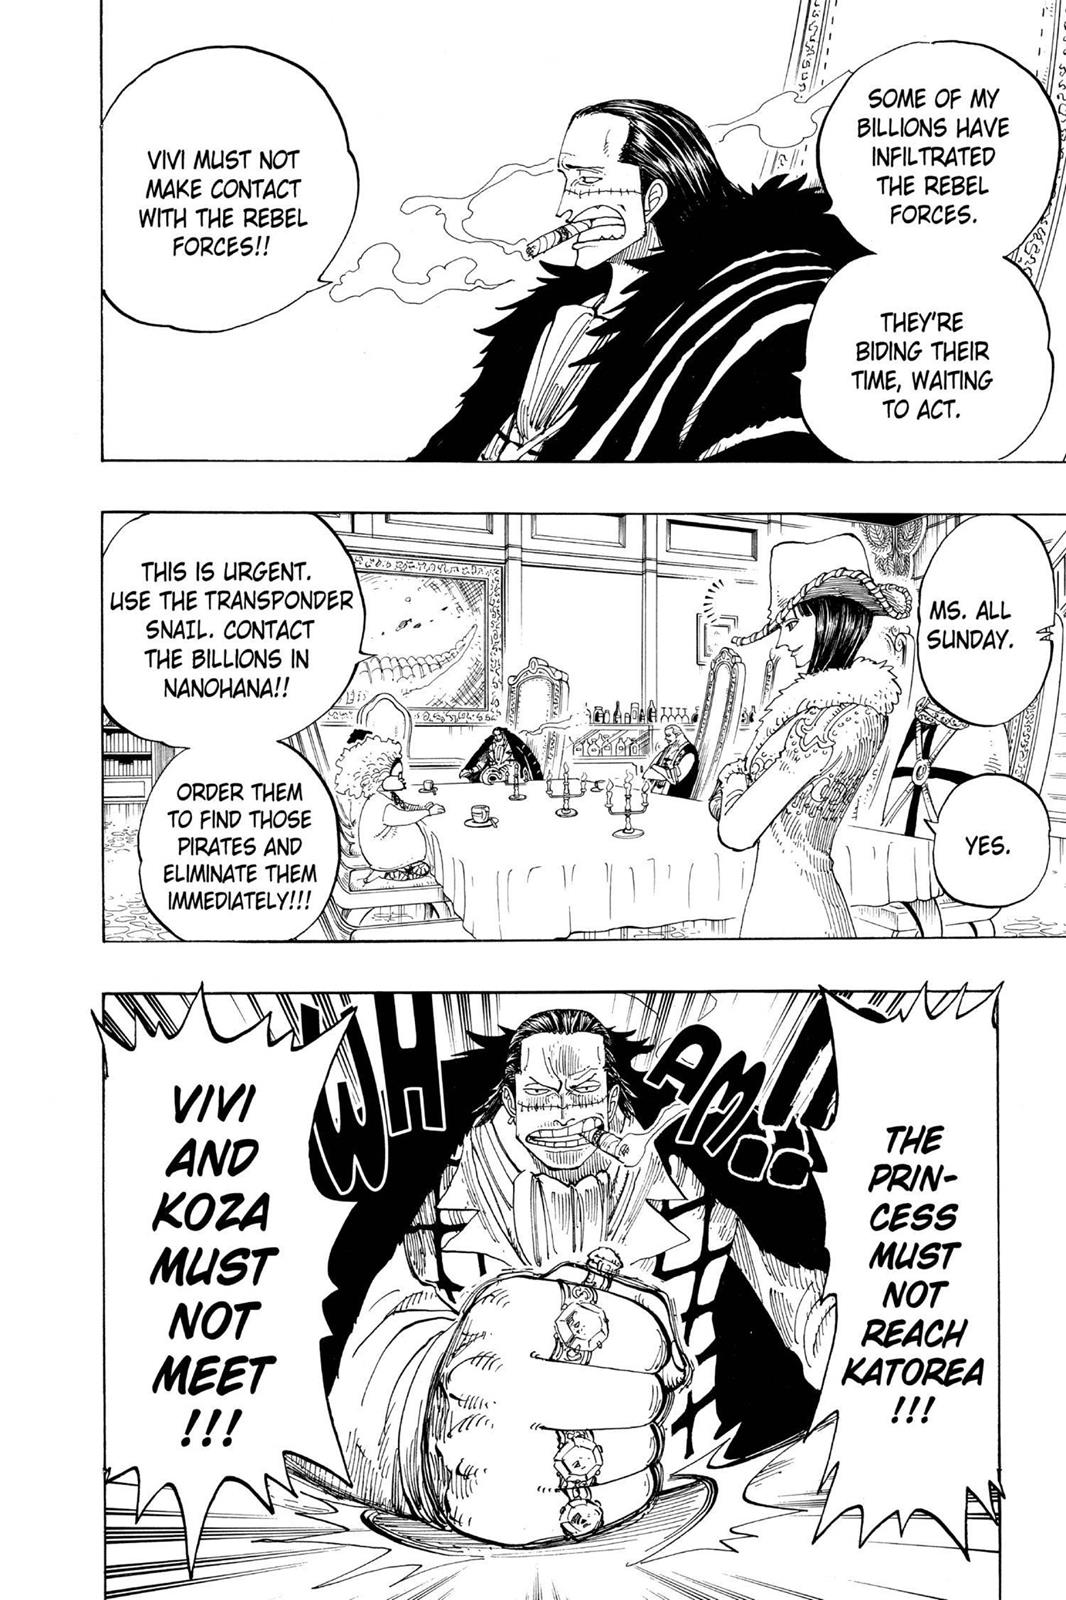 SOME OF MY
BILLIONS HAVE
INFILTRATED
THE REBEL
FORCES.
THEY'RE
BIDING THEIR
TIME, WAITING
TO ACT.
VIVI MUST NOT
MAKE CONTACT
WITH THE REBEL
FORCES!!
MS. ALL
SUNDAY.
YES.
THIS IS URGENT.
USE THE TRANSPONDER
SNAIL. CONTACT
THE BILLIONS IN
NANOHANA!!
ORDER THEM
TO FIND THOSE
PIRATES AND
ELIMINATE THEM
IMMEDIATELY!!!
THE
PRIN-
CESS
MUST
NOT
REACH
KATOREA
!!!
WHAM!!
VIVI
AND
KOZA
MUST
NOT
MEET
!!!